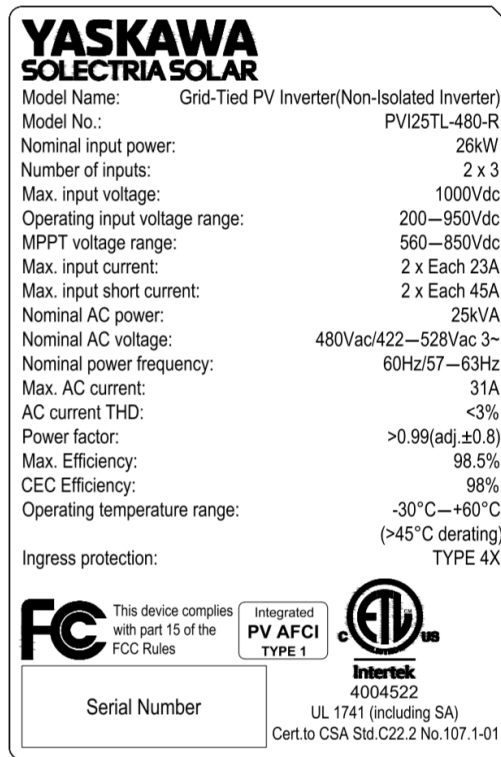 YASKAWA
SOLECTRIA SOLAR
Model Name: Grid-Tied PV Inverter(Non-Isolated Inverter)
Model No.: PVI25TL-480-R
Nominal input power: 26kW
Number of inputs: 2 x 3
Max. input voltage: 1000Vdc
Operating input voltage range: 200—950Vdc
MPPT voltage range: 560—850Vdc
Max. input current: 2 x Each 23A
Max. input short current: 2 x Each 45A
Nominal AC power: 25kVA
Nominal AC voltage: 480Vac/422—528Vac 3~
Nominal power frequency: 60Hz/57—63Hz
Max. AC current: 31A
AC current THD: <3%
Power factor: >0.99(adj.±0.8)
Max. Efficiency: 98.5%
CEC Efficiency: 98%
Operating temperature range: -30°C—+60°C
(>45°C derating)
Ingress protection: TYPE 4X
FC
This device complies
with part 15 of the
FCC Rules
Integrated
PV AFCI
TYPE 1
C ETL US
Intertek
4004522
UL 1741 (including SA)
Cert.to CSA Std.C22.2 No.107.1-01
Serial Number